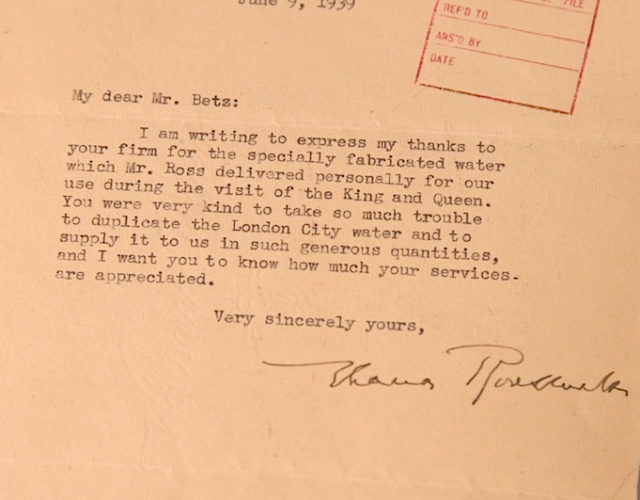 June 9, 1939
FILE
REF'D TO
ANS'D BY
DATE
My dear Mr. Betz:
I am writing to express my thanks to
your firm for the specially fabricated water
which Mr. Ross delivered personally for our
use during the visit of the King and Queen.
You were very kind to take so much trouble
to duplicate the London City water and to
supply it to us in such generous quantities,
and I want you to know how much your services
are appreciated.
Very sincerely yours,
Roosevelt